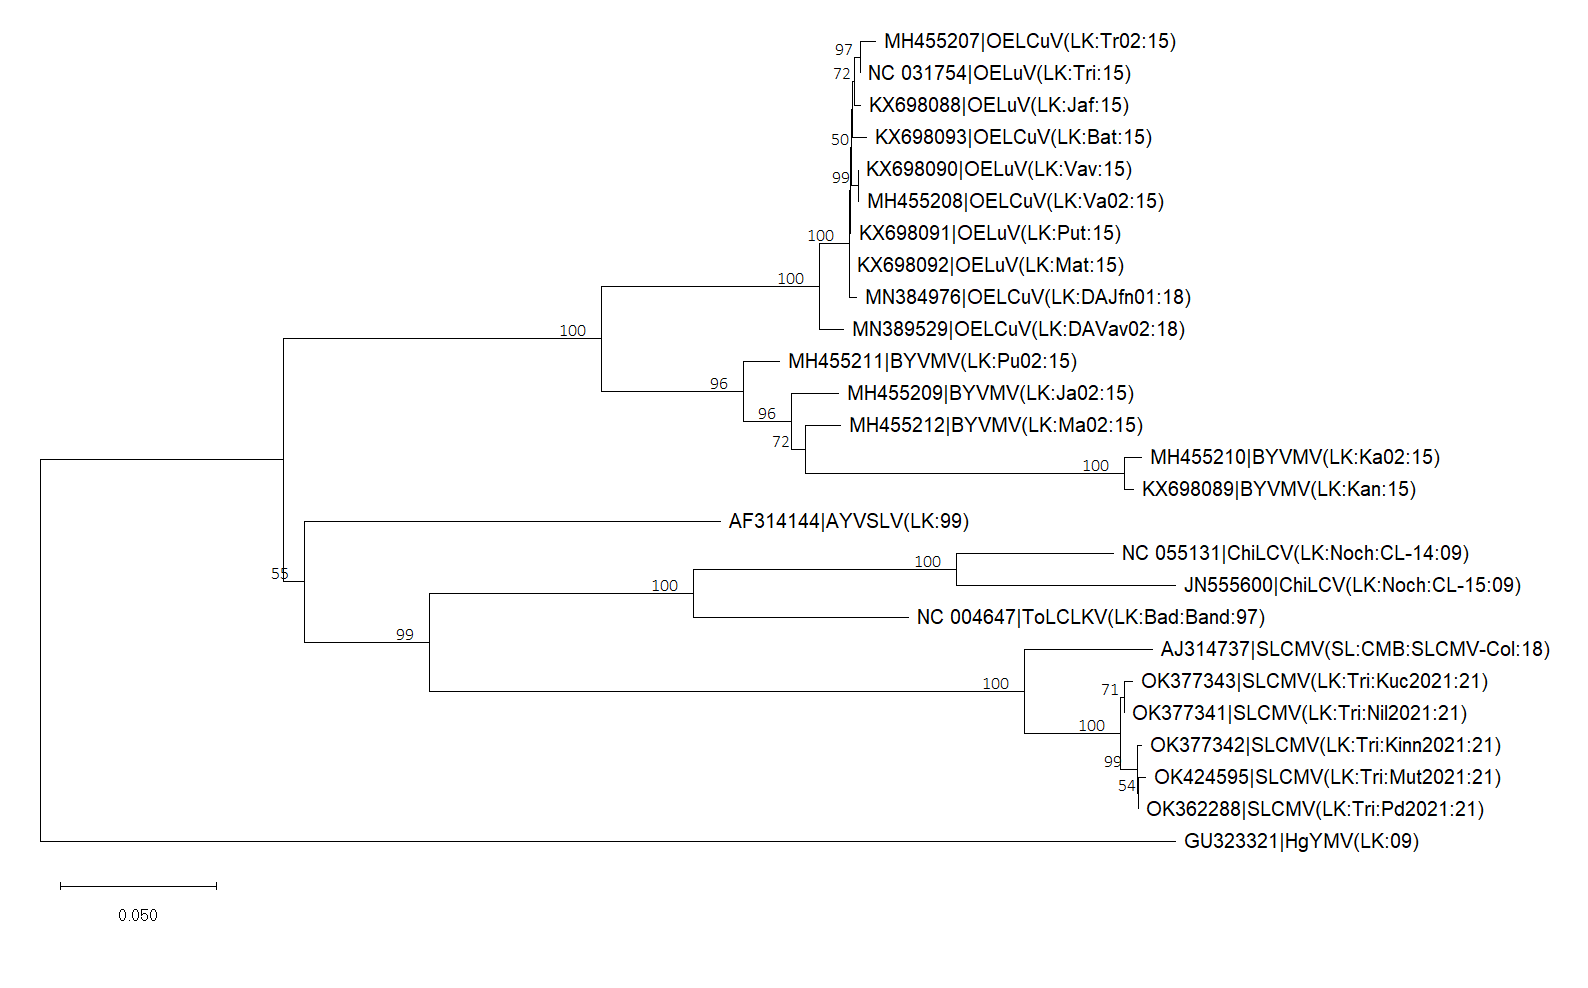 97
MH455207|OELCuV(LK:Tr02:15)
72
NC 031754|OELuV(LK:Tri:15)
KX698088|OELuV(LK:Jaf:15)
50
KX698093|OELCuV(LK:Bat:15)
99
KX698090|OELuV(LK:Vav:15)
MH455208|OELCuV(LK:Va02:15)
100
KX698091|OELuV(LK:Put:15)
KX698092|OELuV(LK:Mat:15)
100
MN384976|OELCuV(LK:DAJfn01:18)
100
MN389529|OELCuV(LK:DAVav02:18)
MH455211|BYVMV(LK:Pu02:15)
96
MH455209|BYVMV(LK:Ja02:15)
96
MH455212|BYVMV(LK:Ma02:15)
72
MH455210|BYVMV(LK:Ka02:15)
100
KX698089|BYVMV(LK:Kan:15)
AF314144|AYVSLV(LK:99)
NC 055131|ChiLCV(LK:Noch:CL-14:09)
100
55
JN555600|ChiLCV(LK:Noch:CL-15:09)
100
NC 004647|ToLCLKV(LK:Bad:Band:97)
99
AJ314737|SLCMV(SL:CMB:SLCMV-Col:18)
100
OK377343|SLCMV(LK:Tri:Kuc2021:21)
71
OK377341|SLCMV(LK:Tri:Nil2021:21)
100
OK377342|SLCMV(LK:Tri:Kinn2021:21)
99
OK424595|SLCMV(LK:Tri:Mut2021:21)
54
OK362288|SLCMV(LK:Tri:Pd2021:21)
GU323321|HgYMV(LK:09)
0.050